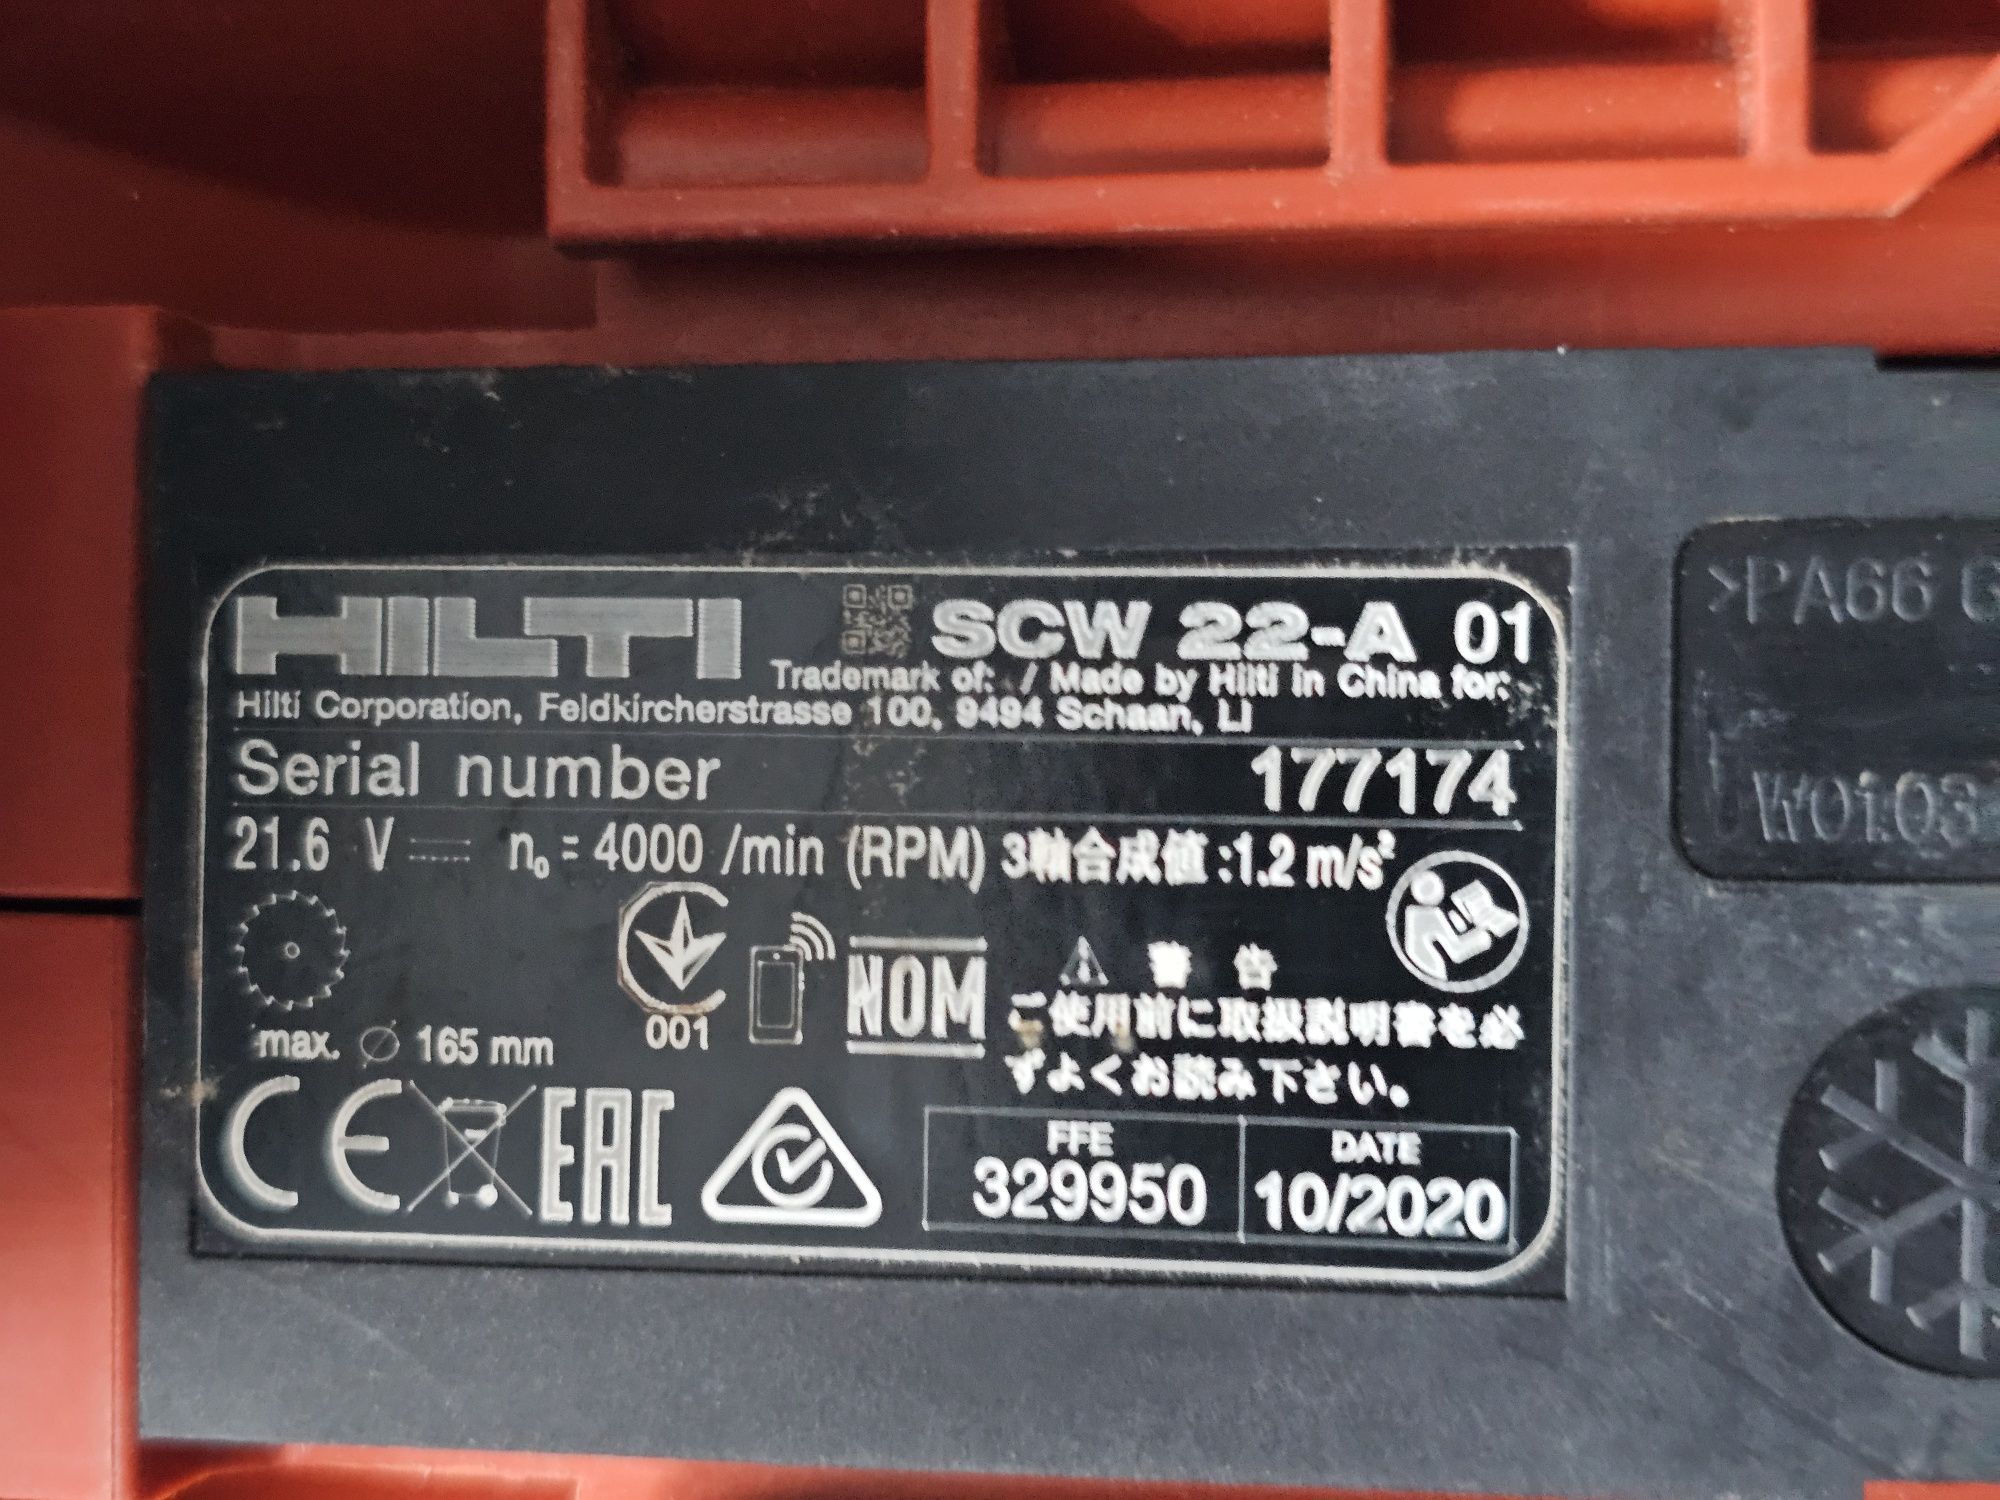 HILTI SCW 22-A 01
Trademark of: / Made by Hilti in China for:
Hilti Corporation, Feldkircherstrasse 100, 9494 Schaan, LI
Serial number 177174
21.6 V n₀ = 4000 /min (RPM) 3軸合成値:1.2 m/s²
警 告
ご使用前に取扱説明書を必
ずよくお読み下さい。
001
NOM
max. ∅ 165 mm
CE EAC
FFE
329950
DATE
10/2020
>PA66
W0103